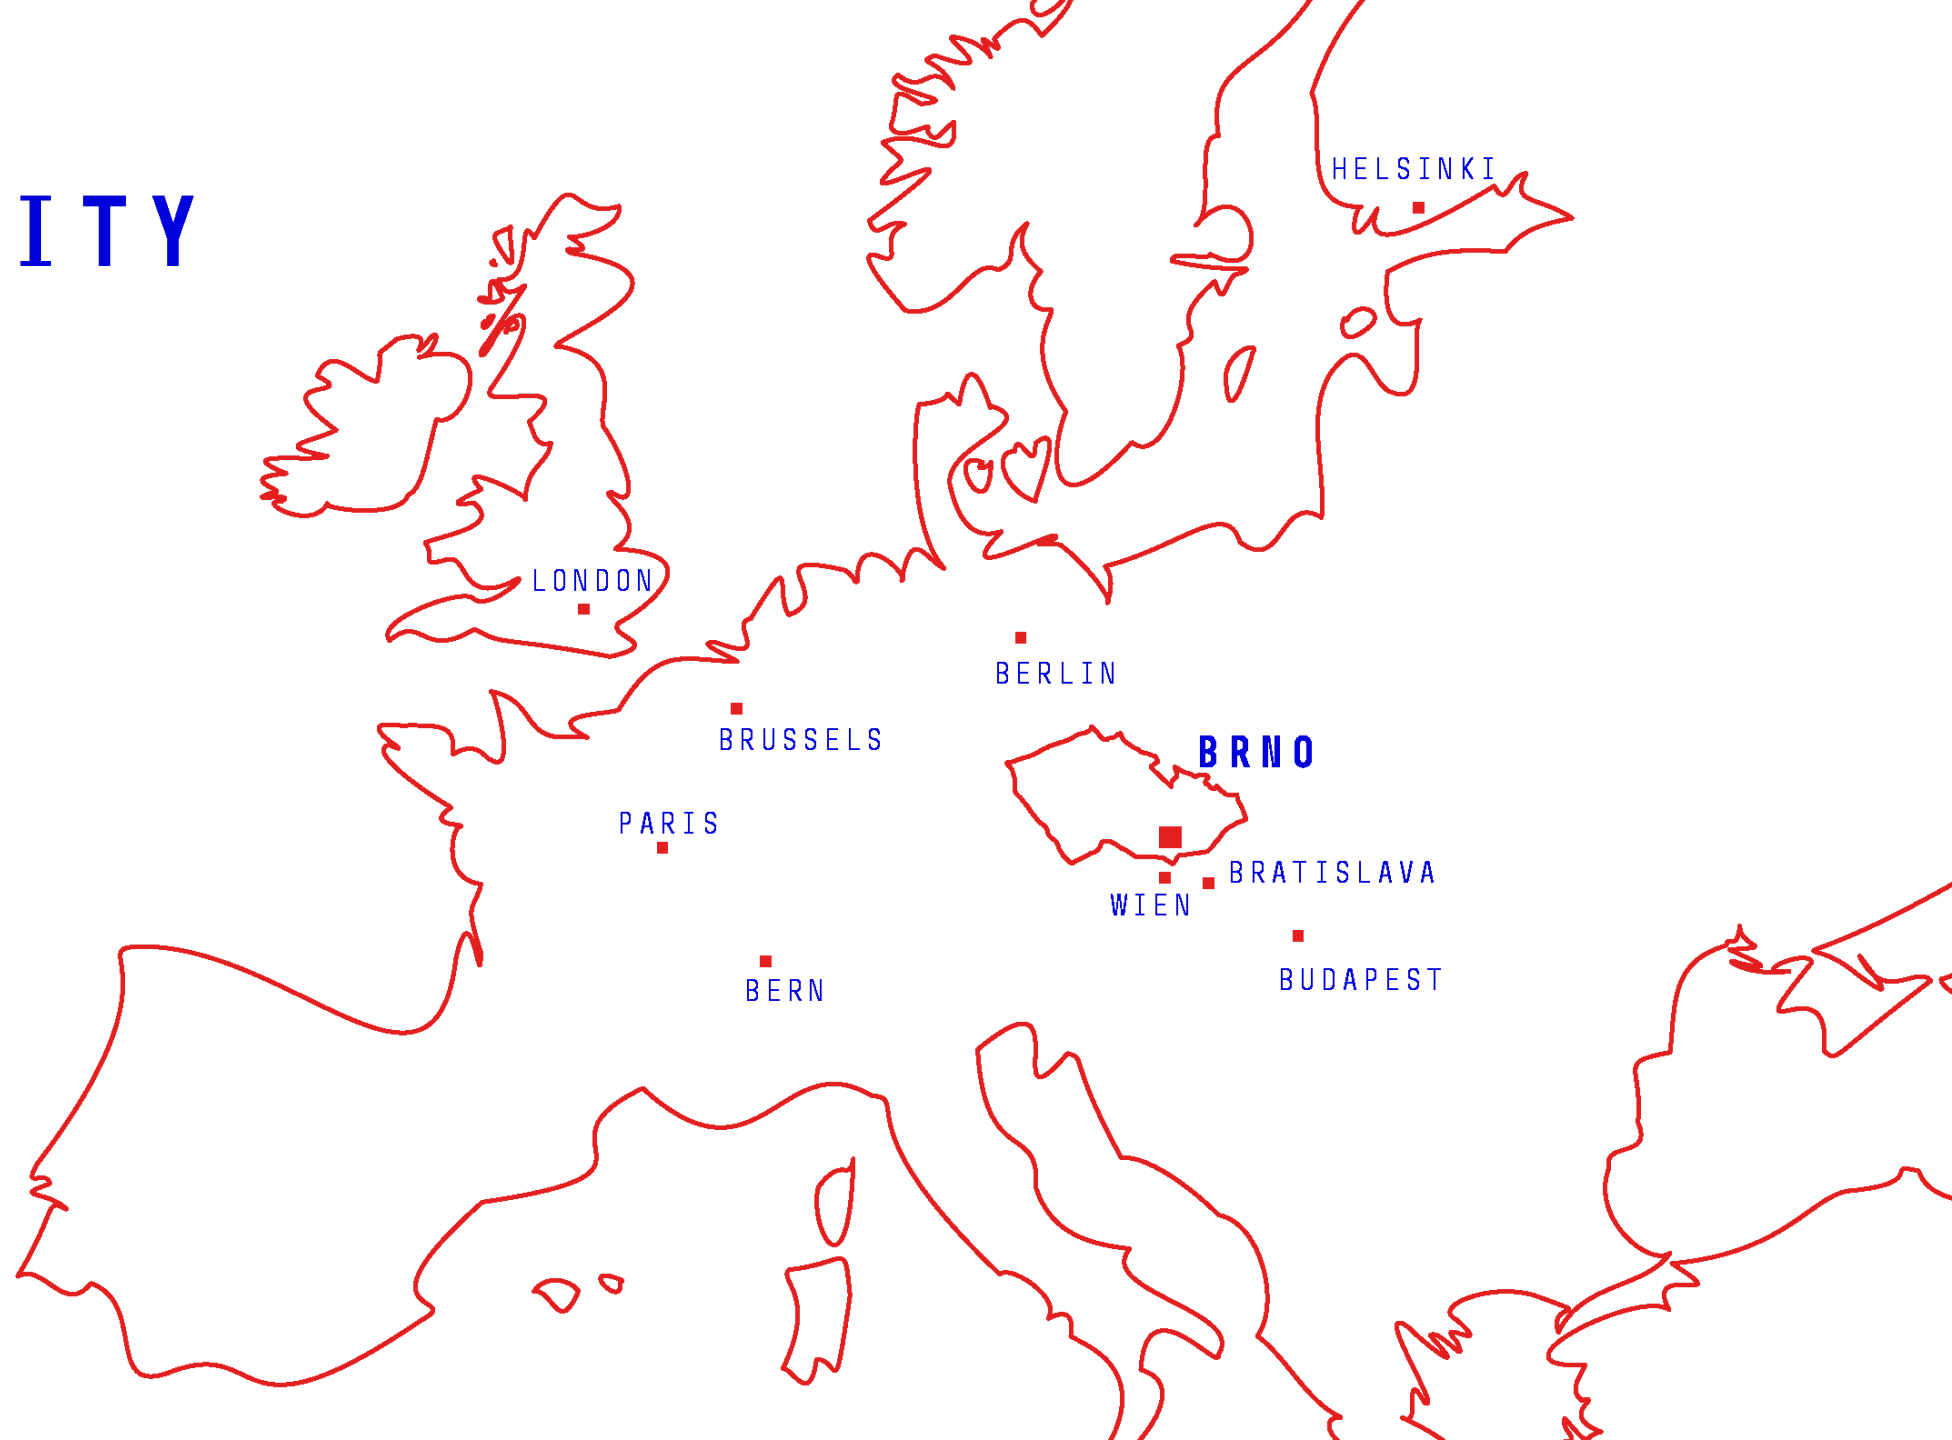 HELSINKI
ITY
LONDON
BERLIN
BRUSSELS
BRNO
PARIS
BRATISLAVA
WIEN
BUDAPEST
BERN